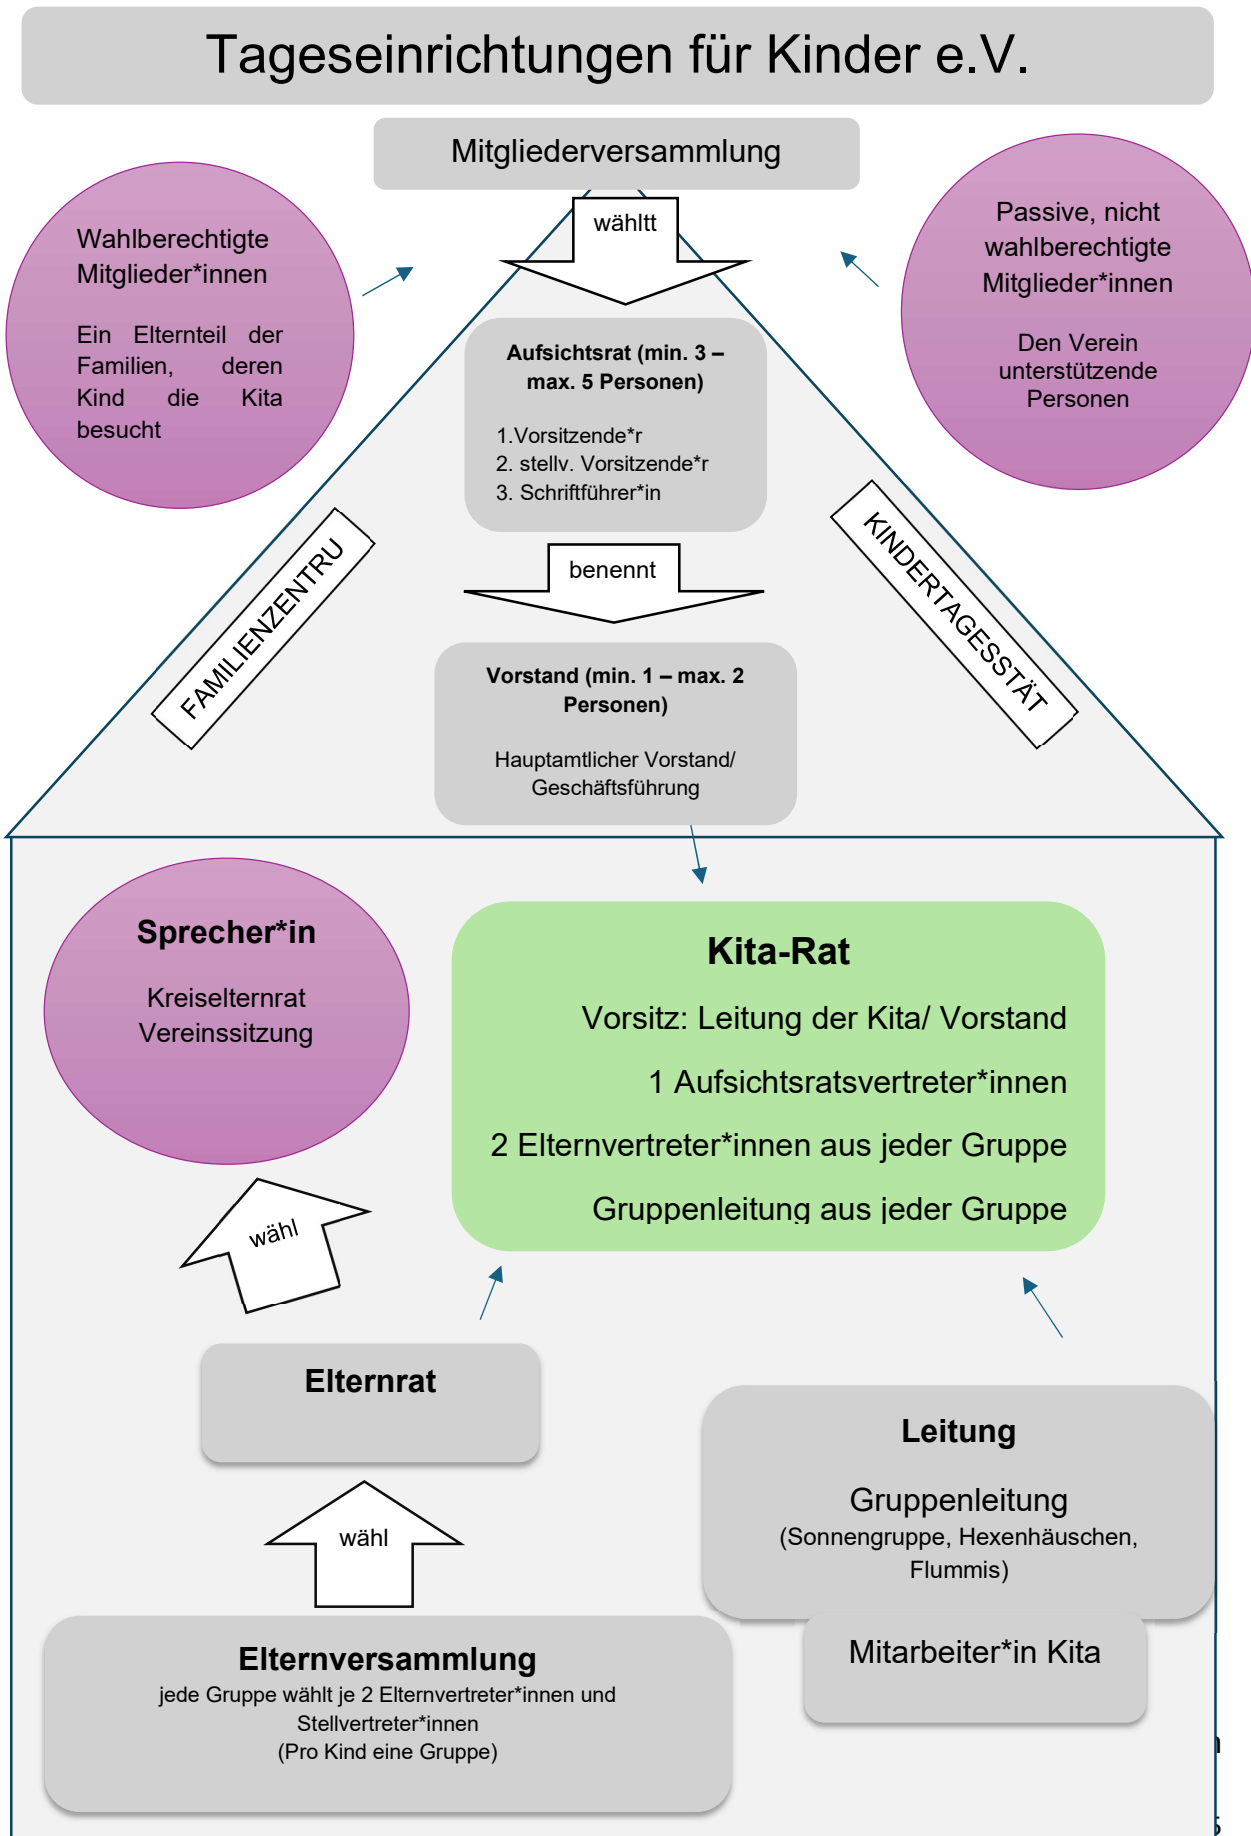 Tageseinrichtungen für Kinder e.V.
Mitgliederversammlung
wähltt
Wahlberechtigte
Mitglieder*innen
Ein Elternteil der
Familien, deren
Kind die Kita
besucht
Passive, nicht
wahlberechtigte
Mitglieder*innen
Den Verein
unterstützende
Personen
Aufsichtsrat (min. 3 –
max. 5 Personen)
1.Vorsitzende*r
2. stellv. Vorsitzende*r
3. Schriftführer*in
FAMILIENZENTRU
KINDERTAGESSTÄT
benennt
Vorstand (min. 1 – max. 2
Personen)
Hauptamtlicher Vorstand/
Geschäftsführung
Sprecher*in
Kreiselternrat
Vereinssitzung
Kita-Rat
Vorsitz: Leitung der Kita/ Vorstand
1 Aufsichtsratsvertreter*innen
2 Elternvertreter*innen aus jeder Gruppe
Gruppenleitung aus jeder Gruppe
wähl
Elternrat
wähl
Leitung
Gruppenleitung
(Sonnengruppe, Hexenhäuschen,
Flummis)
Mitarbeiter*in Kita
Elternversammlung
jede Gruppe wählt je 2 Elternvertreter*innen und
Stellvertreter*innen
(Pro Kind eine Gruppe)